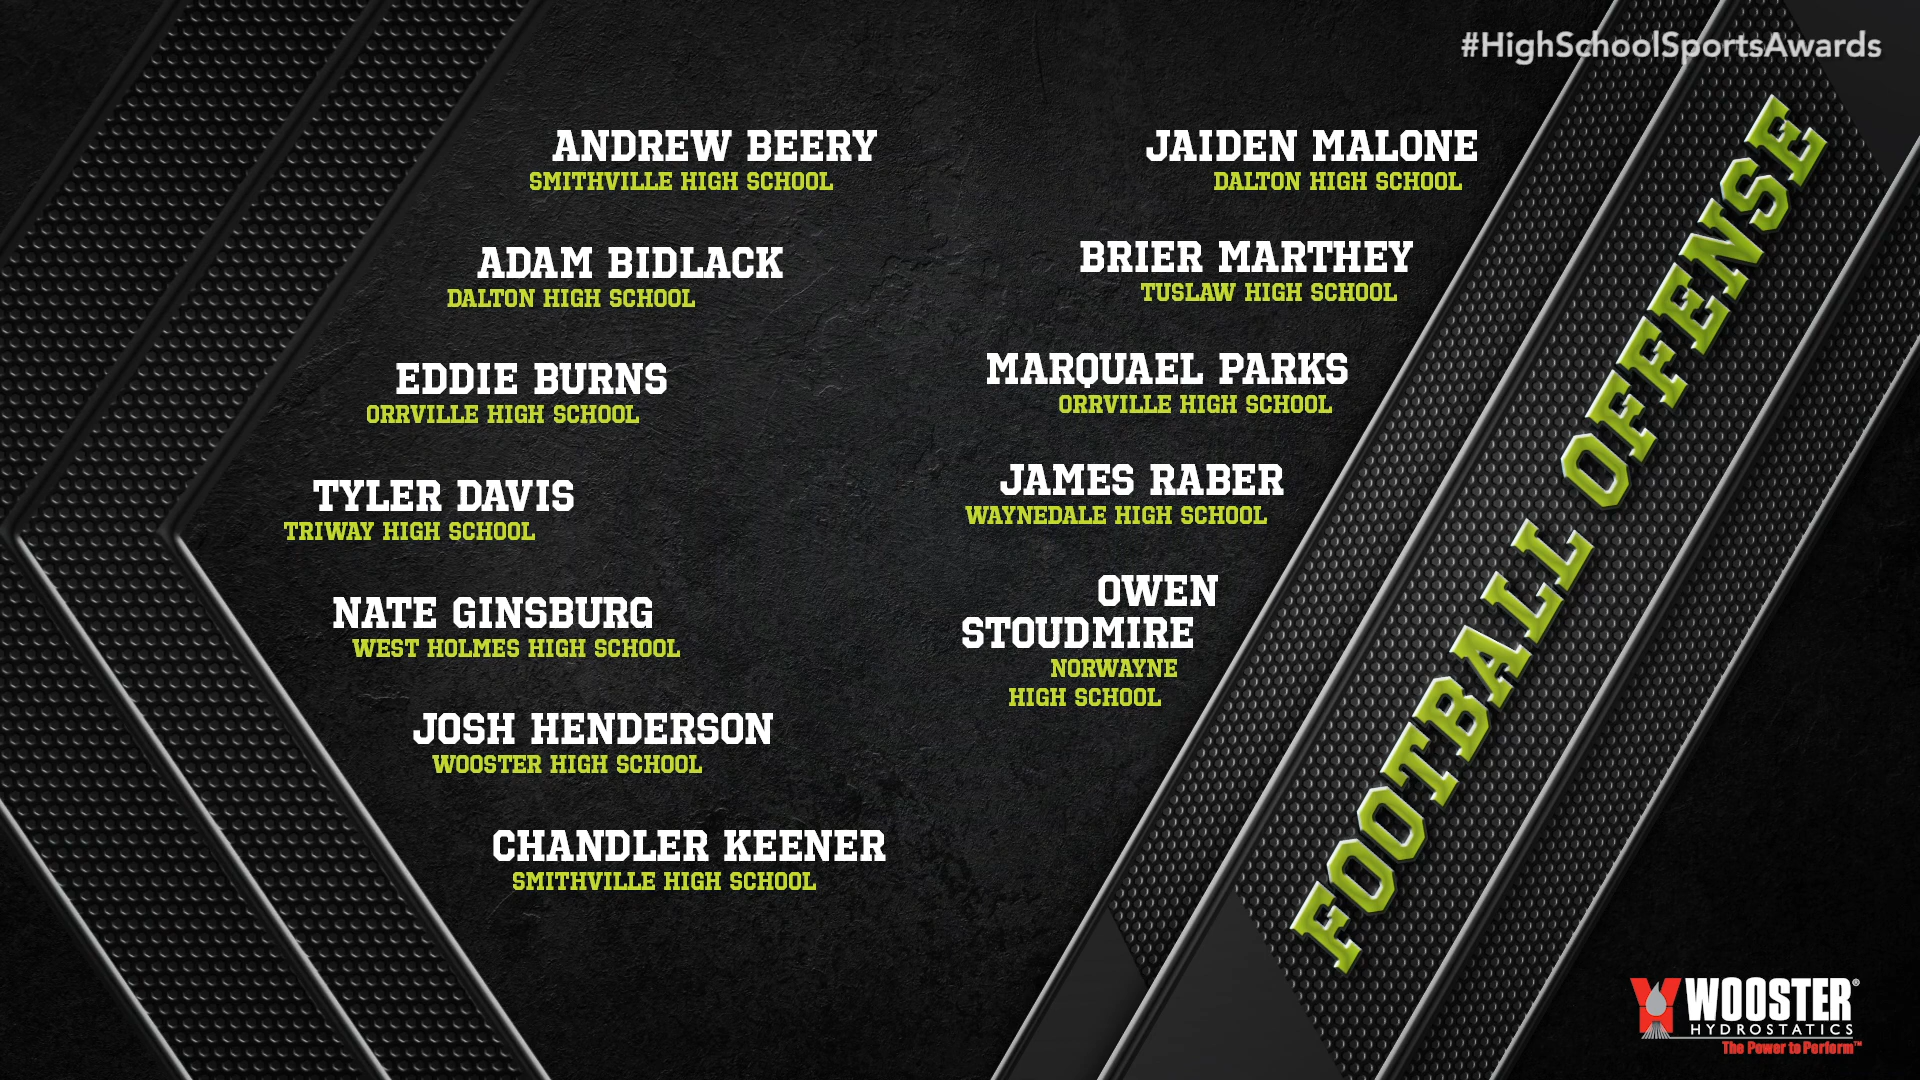 #HighSchoolSportsAwards
ANDREW BEERY
SMITHVILLE HIGH SCHOOL
ADAM BIDLACK
DALTON HIGH SCHOOL
EDDIE BURNS
ORRVILLE HIGH SCHOOL
TYLER DAVIS
TRIWAY HIGH SCHOOL
NATE GINSBURG
WEST HOLMES HIGH SCHOOL
JOSH HENDERSON
WOOSTER HIGH SCHOOL
CHANDLER KEENER
SMITHVILLE HIGH SCHOOL
JAIDEN MALONE
DALTON HIGH SCHOOL
BRIER MARTHEY
TUSLAW HIGH SCHOOL
MARQUAEL PARKS
ORRVILLE HIGH SCHOOL
JAMES RABER
WAYNEDALE HIGH SCHOOL
OWEN
STOUDMIRE
NORWAYNE
HIGH SCHOOL
FOOTBALL OFFENSE
WOOSTER®
HYDROSTATICS
The Power to Perform™